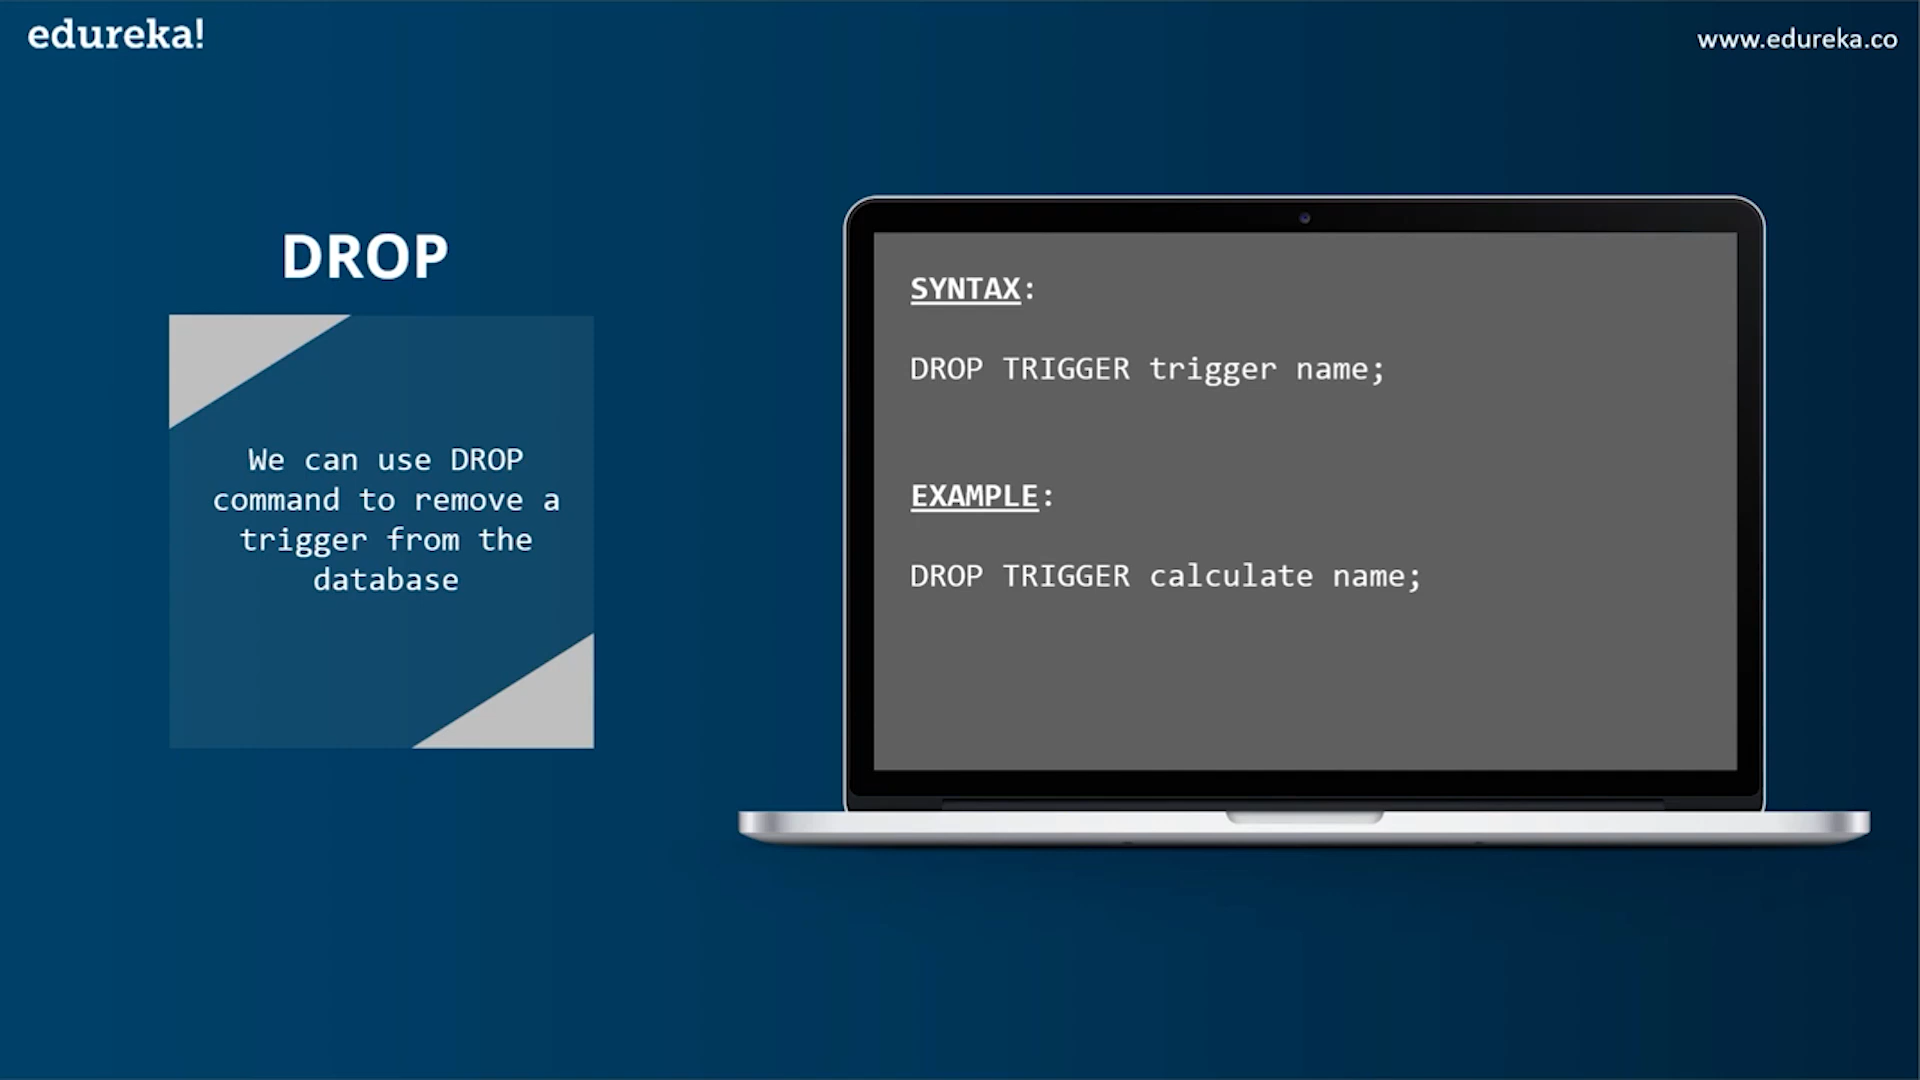 edureka!
www.edureka.co
DROP
We can use DROP
command to remove a
trigger from the
database
SYNTAX:
DROP TRIGGER trigger name;
EXAMPLE:
DROP TRIGGER calculate name;